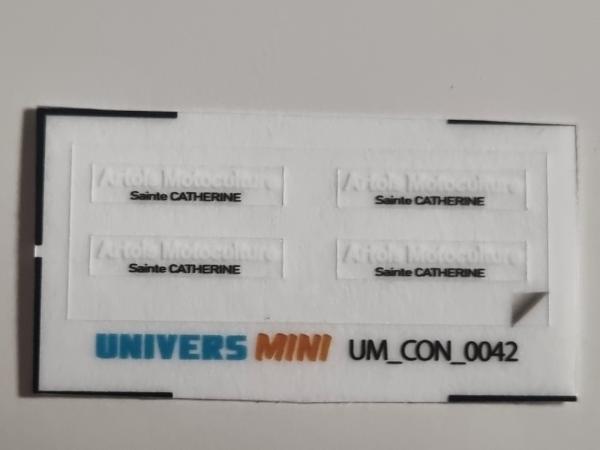 Artois Motoculture Artois Motoculture
Sainte CATHERINE Sainte CATHERINE
Artois Motoculture Artois Motoculture
Sainte CATHERINE Sainte CATHERINE
UNIVERS MINI UM_CON_0042